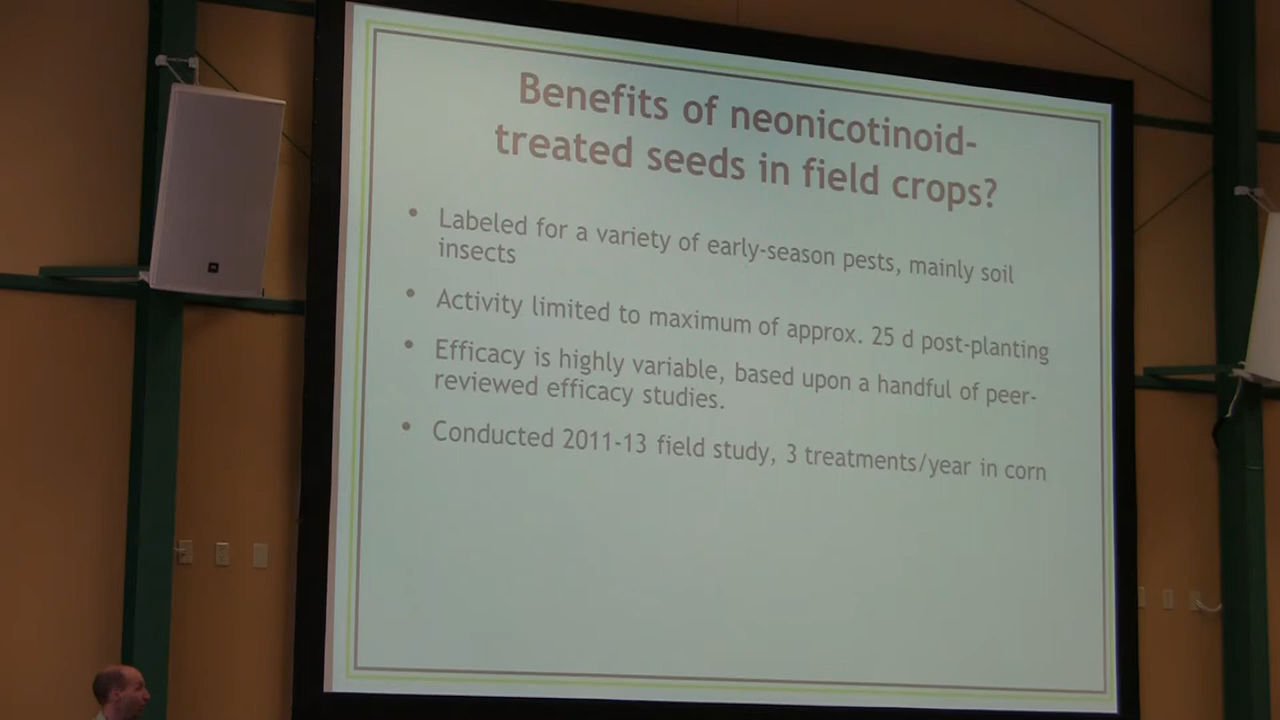 Benefits of neonicotinoid-
treated seeds in field crops?
• Labeled for a variety of early-season pests, mainly soil
insects
• Activity limited to maximum of approx. 25 d post-planting
• Efficacy is highly variable, based upon a handful of peer-
reviewed efficacy studies.
• Conducted 2011-13 field study, 3 treatments/year in corn